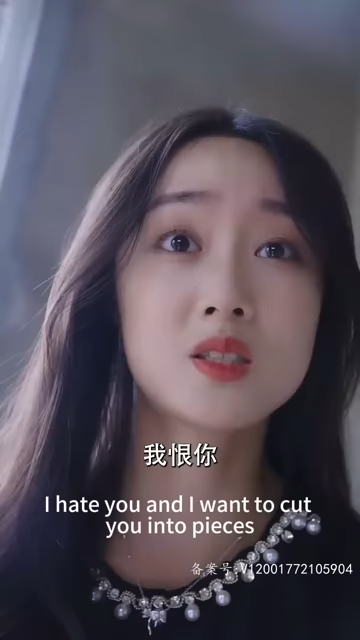 我恨你
I hate you and I want to cut
you into pieces
备案号:V12001772105904